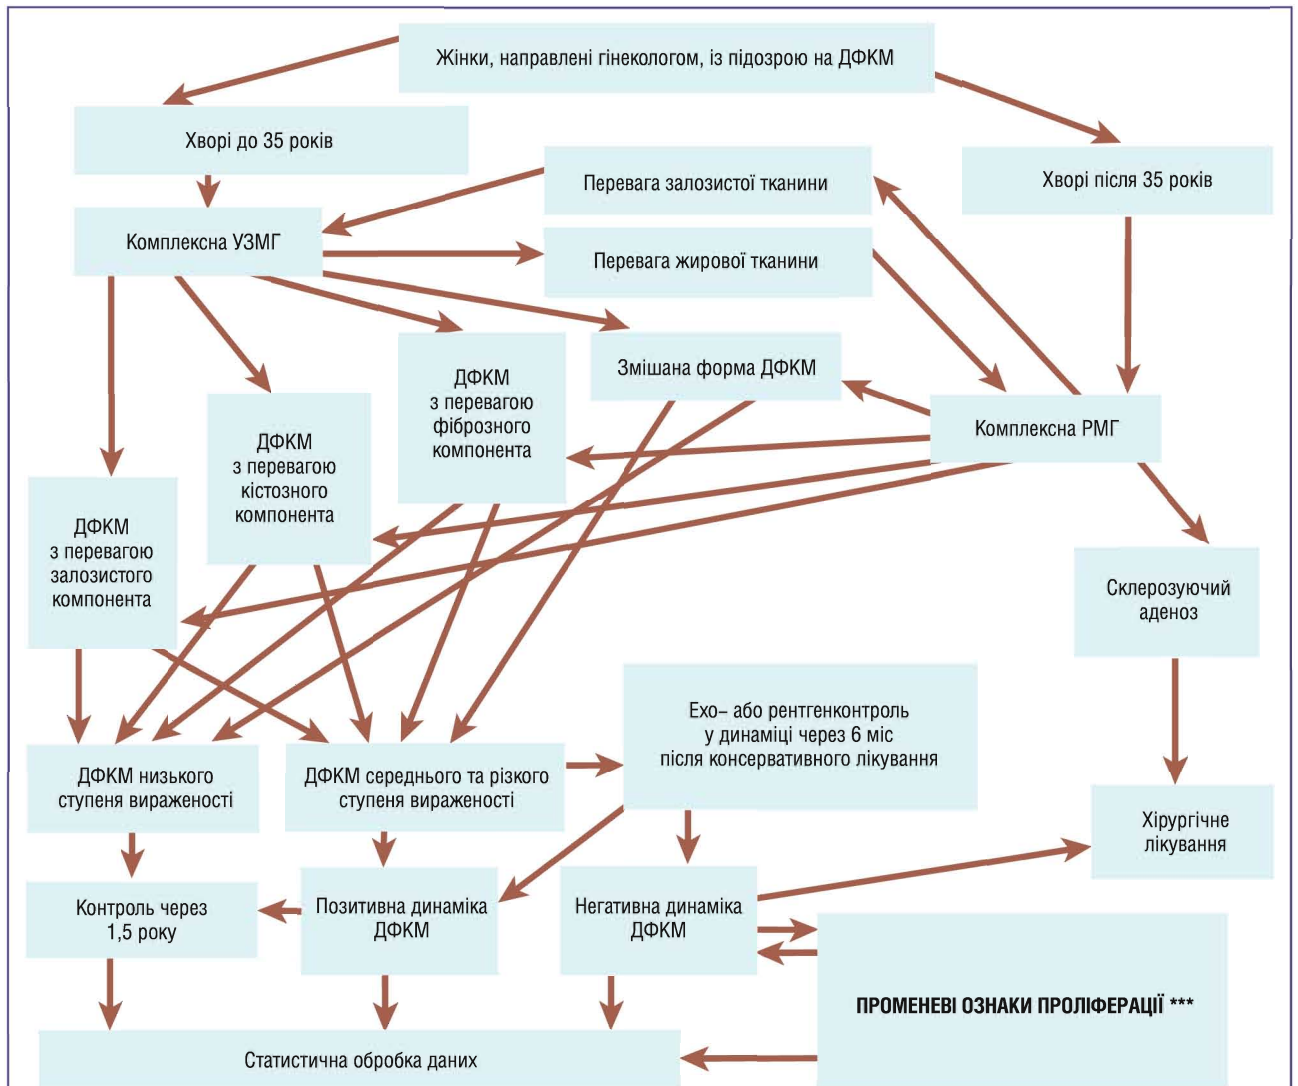 Жінки, направлені гінекологом, із підозрою на ДФКМ
Хворі до 35 років
Перевага залозистої тканини
Хворі після 35 років
Комплексна УЗМГ
Перевага жирової тканини
Змішана форма ДФКМ
ДФКМ
з перевагою
фіброзного
компонента
Комплексна РМГ
ДФКМ
з перевагою
кістозного
компонента
ДФКМ
з перевагою
залозистого
компонента
Склерозуючий
аденоз
Ехо– або рентгенконтроль
у динаміці через 6 міс
після консервативного лікування
ДФКМ низького
ступеня вираженості
ДФКМ середнього та різкого
ступеня вираженості
Хірургічне
лікування
Контроль через
1,5 року
Позитивна динаміка
ДФКМ
Негативна динаміка
ДФКМ
ПРОМЕНЕВІ ОЗНАКИ ПРОЛІФЕРАЦІЇ ***
Статистична обробка даних